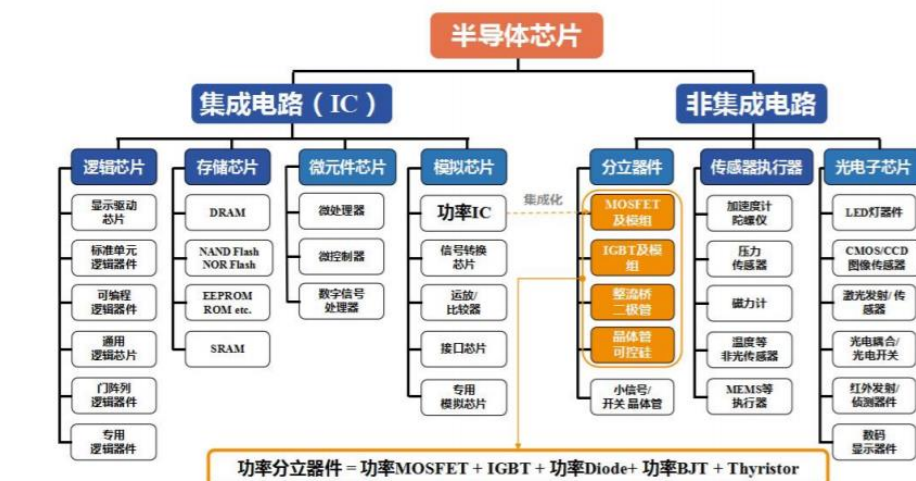 半导体芯片
集成电路（IC）
非集成电路
逻辑芯片
存储芯片
微元件芯片
模拟芯片
分立器件
传感器执行器
光电子芯片
显示驱动
芯片
标准单元
逻辑器件
可编程
逻辑器件
通用
逻辑芯片
门阵列
逻辑器件
专用
逻辑器件
DRAM
NAND Flash
NOR Flash
EEPROM
ROM etc.
SRAM
微处理器
微控制器
数字信号
处理器
功率IC
信号转换
芯片
运放/
比较器
接口芯片
专用
模拟芯片
集成化
MOSFET
及模组
IGBT及模
组
整流桥
二极管
晶体管
可控硅
小信号/
开关 晶体管
加速度计
陀螺仪
压力
传感器
磁力计
温度等
非光传感器
MEMS等
执行器
LED灯器件
CMOS/CCD
图像传感器
激光发射/ 传
感器
光电耦合/
光电开关
红外发射/
侦测器件
数码
显示器件
功率分立器件 = 功率MOSFET + IGBT + 功率Diode+ 功率BJT + Thyristor